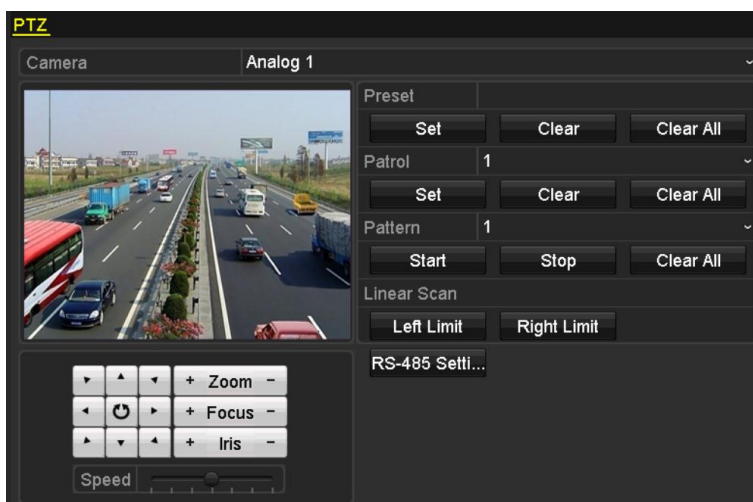 PTZ
Camera Analog 1
Preset
Set Clear Clear All
Patrol 1
Set Clear Clear All
Pattern 1
Start Stop Clear All
Linear Scan
Left Limit Right Limit
RS-485 Setti...
+ Zoom -
+ Focus -
+ Iris -
Speed